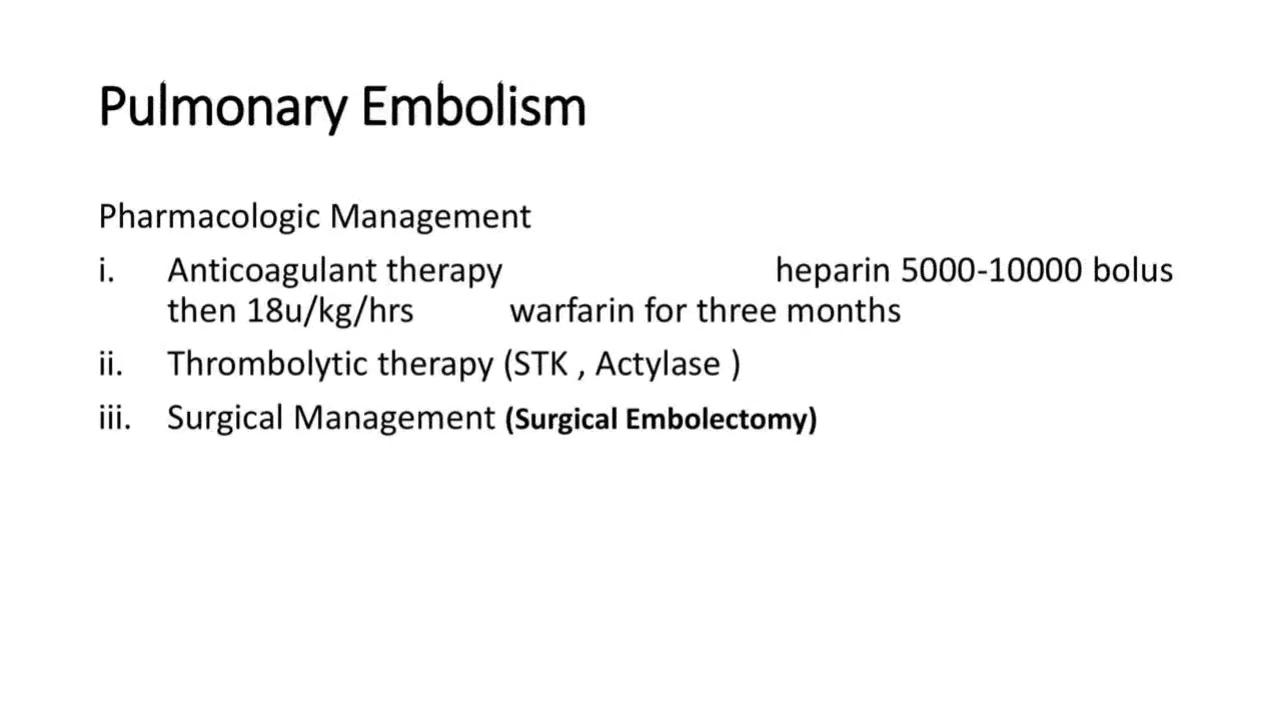 Pulmonary Embolism
Pharmacologic Management
i. Anticoagulant therapy heparin 5000-10000 bolus
then 18u/kg/hrs warfarin for three months
ii. Thrombolytic therapy (STK , Actylase )
iii. Surgical Management (Surgical Embolectomy)